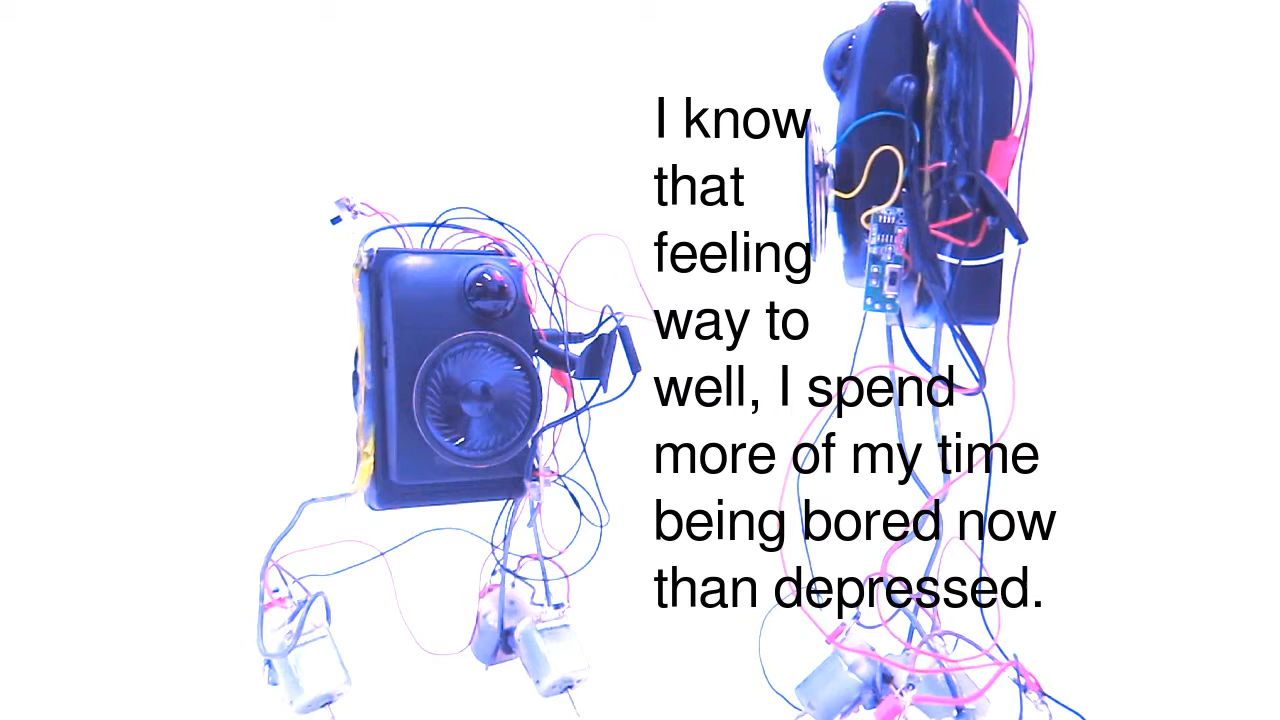 I know
that
feeling
way to
well, I spend
more of my time
being bored now
than depressed.